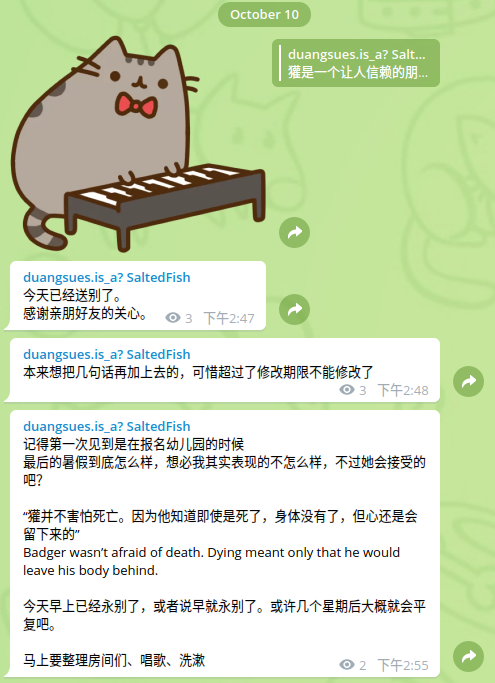 October 10
duangsues.is_a? Salt...
獾是一个让人信赖的朋...
duangsues.is_a? SaltedFish
今天已经送别了。
感谢亲朋好友的关心。 3 下午2:47
duangsues.is_a? SaltedFish
本来想把几句话再加上去的，可惜超过了修改期限不能修改了
3 下午2:48
duangsues.is_a? SaltedFish
记得第一次见到是在报名幼儿园的时候
最后的暑假到底怎么样，想必我其实表现的不怎么样，不过她会接受的
吧？
“獾并不害怕死亡。因为他知道即使是死了，身体没有了，但心还是会
留下来的”
Badger wasn’t afraid of death. Dying meant only that he would
leave his body behind.
今天早上已经永别了，或者说早就永别了。或许几个星期后大概就会平
复吧。
马上要整理房间们、唱歌、洗漱 2 下午2:55